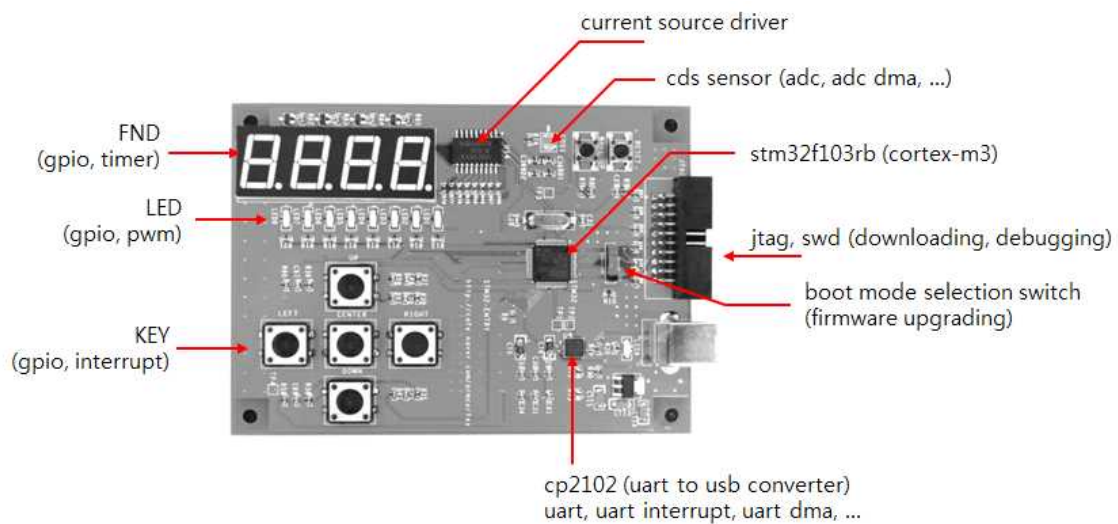 current source driver
cds sensor (adc, adc dma, ...)
FND
(gpio, timer)
stm32f103rb (cortex-m3)
LED
(gpio, pwm)
jtag, swd (downloading, debugging)
boot mode selection switch
(firmware upgrading)
KEY
(gpio, interrupt)
UP
LEFT
CENTER
RIGHT
DOWN
cp2102 (uart to usb converter)
uart, uart interrupt, uart dma, ...